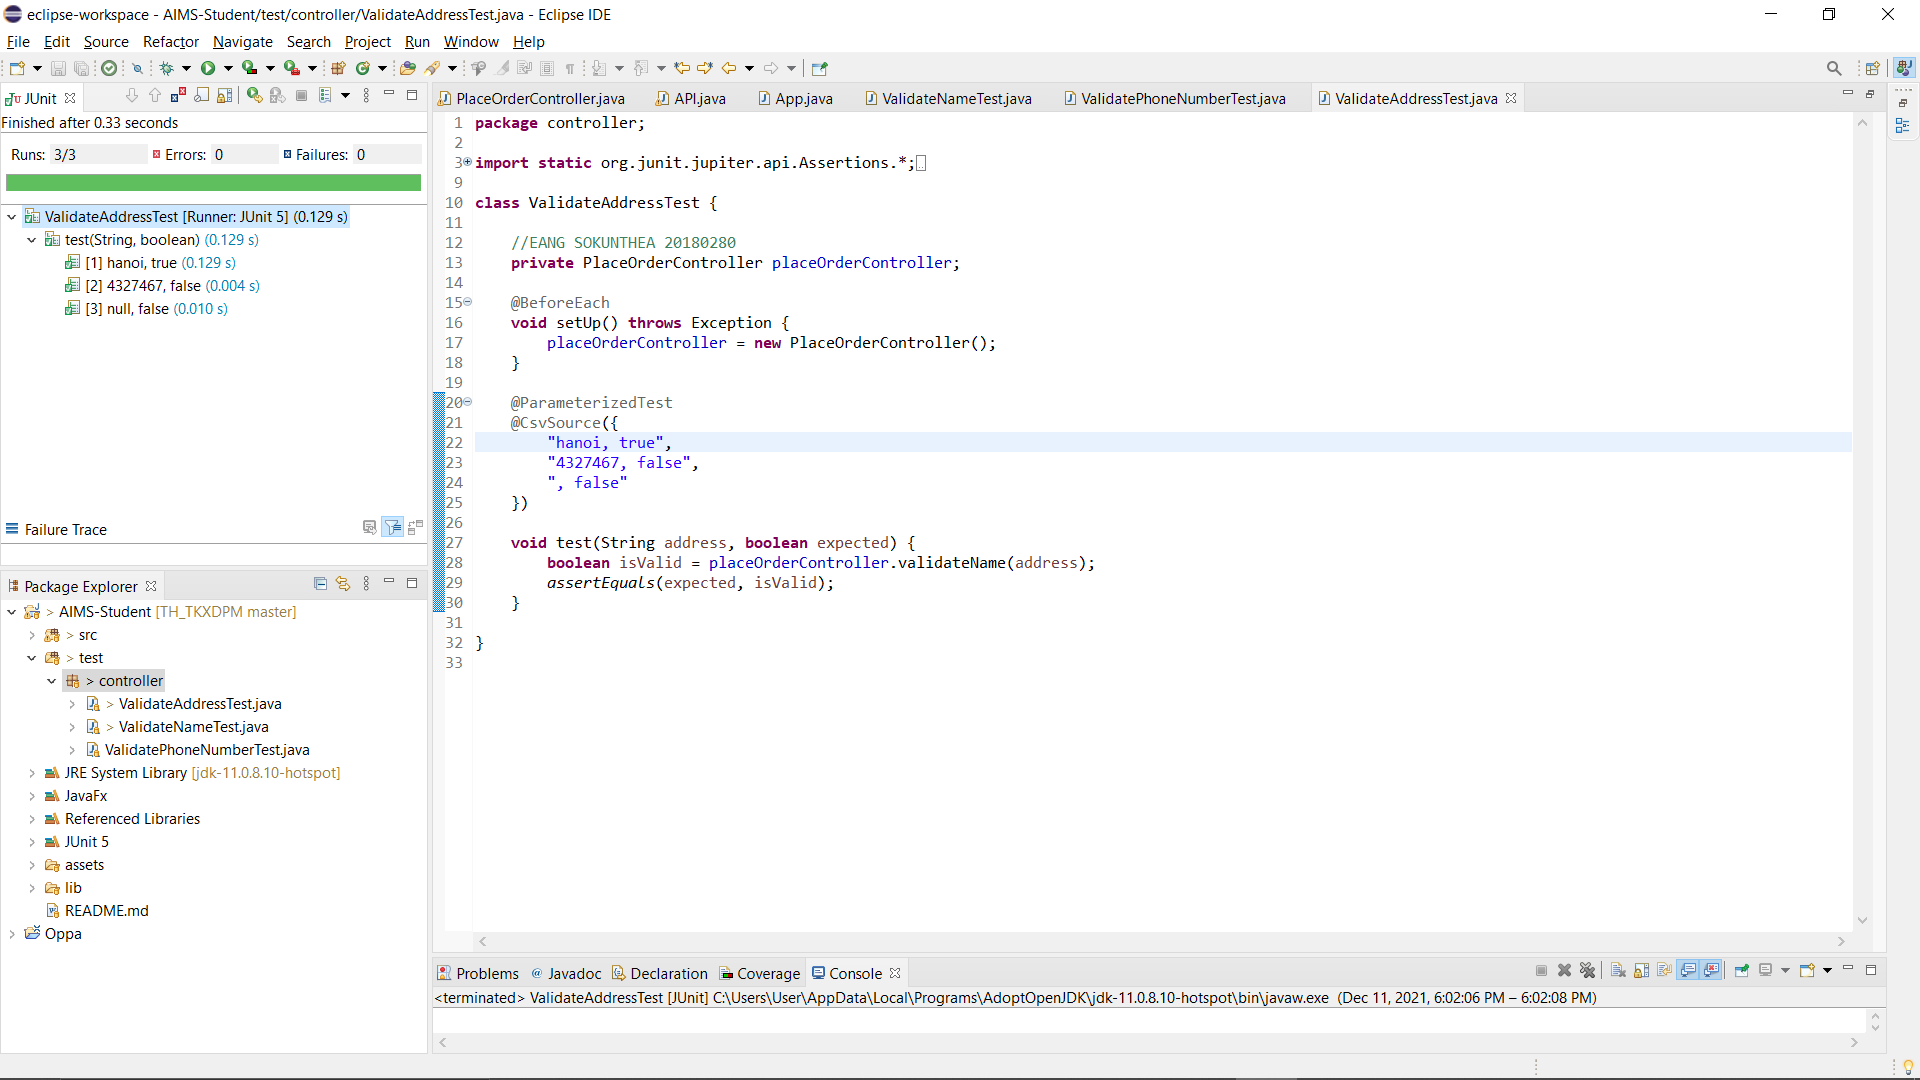 eclipse-workspace - AIMS-Student/test/controller/ValidateAddressTest.java - Eclipse IDE
File Edit Source Refactor Navigate Search Project Run Window Help
JUnit
Finished after 0.33 seconds
Runs: 3/3 Errors: 0 Failures: 0
ValidateAddressTest [Runner: JUnit 5] (0.129 s)
test(String, boolean) (0.129 s)
[1] hanoi, true (0.129 s)
[2] 4327467, false (0.004 s)
[3] null, false (0.010 s)
Failure Trace
Package Explorer
> AIMS-Student [TH_TKXDPM master]
> src
> test
> controller
> ValidateAddressTest.java
> ValidateNameTest.java
ValidatePhoneNumberTest.java
JRE System Library [jdk-11.0.8.10-hotspot]
JavaFx
Referenced Libraries
JUnit 5
assets
lib
README.md
Oppa
PlaceOrderController.java API.java App.java ValidateNameTest.java ValidatePhoneNumberTest.java ValidateAddressTest.java
1 package controller;
2
3 import static org.junit.jupiter.api.Assertions.*;
9
10 class ValidateAddressTest {
11
12 //EANG SOKUNTHEA 20180280
13 private PlaceOrderController placeOrderController;
14
15 @BeforeEach
16 void setUp() throws Exception {
17 placeOrderController = new PlaceOrderController();
18 }
19
20 @ParameterizedTest
21 @CsvSource({
22 "hanoi, true",
23 "4327467, false",
24 ", false"
25 })
26
27 void test(String address, boolean expected) {
28 boolean isValid = placeOrderController.validateName(address);
29 assertEquals(expected, isValid);
30 }
31
32 }
33
Problems Javadoc Declaration Coverage Console
<terminated> ValidateAddressTest [JUnit] C:\Users\User\AppData\Local\Programs\AdoptOpenJDK\jdk-11.0.8.10-hotspot\bin\javaw.exe (Dec 11, 2021, 6:02:06 PM – 6:02:08 PM)